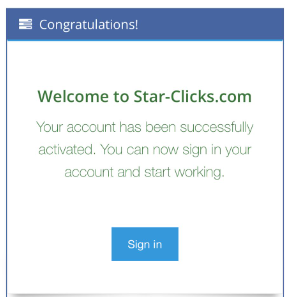 Congratulations!
Welcome to Star-Clicks.com
Your account has been successfully
activated. You can now sign in your
account and start working.
Sign in